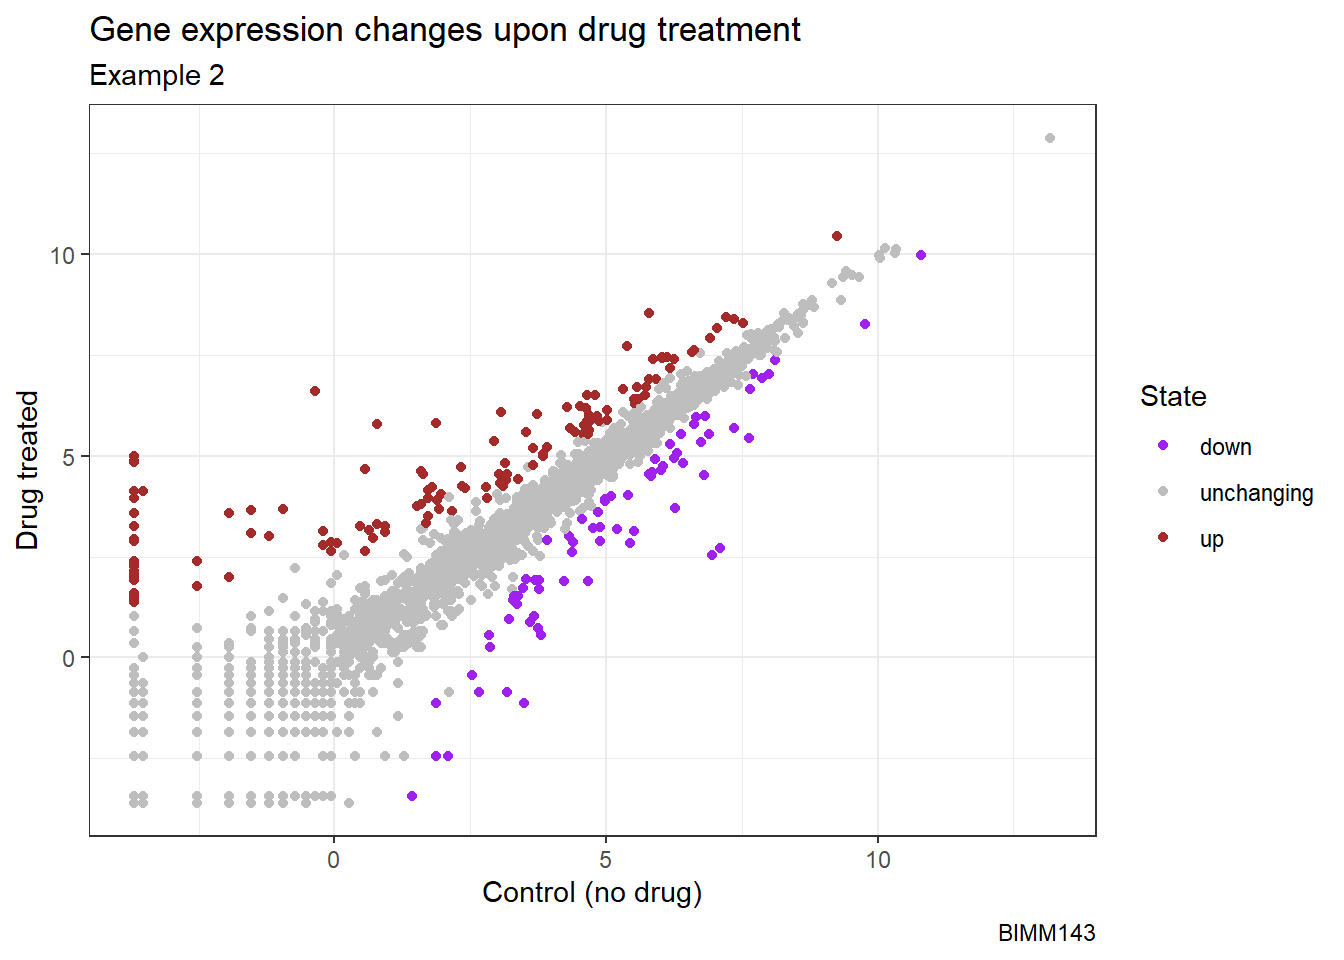 Gene expression changes upon drug treatment
Example 2
Drug treated
10
5
0
0
5
10
Control (no drug)
State
down
unchanging
up
BIMM143